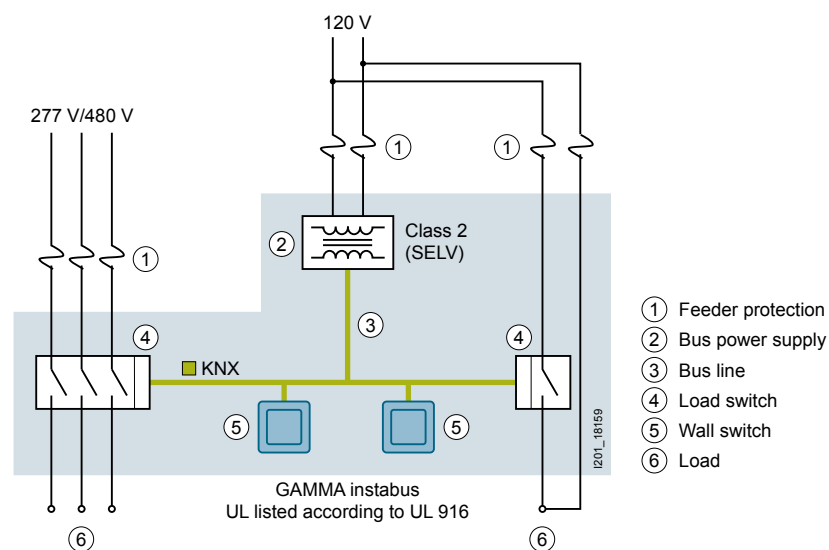 120 V
277 V/480 V
1
1
1
2
Class 2
(SELV)
3
4
4
KNX
5
5
I201_18159
GAMMA instabus
UL listed according to UL 916
6
6
1 Feeder protection
2 Bus power supply
3 Bus line
4 Load switch
5 Wall switch
6 Load